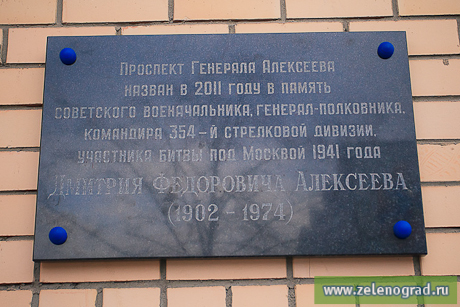 Проспект Генерала Алексеева
назван в 2011 году в память
советского военачальника, генерал-полковника,
командира 354-й стрелковой дивизии,
участника битвы под Москвой 1941 года
Дмитрия Федоровича Алексеева
(1902 - 1974)
www.zelenograd.ru